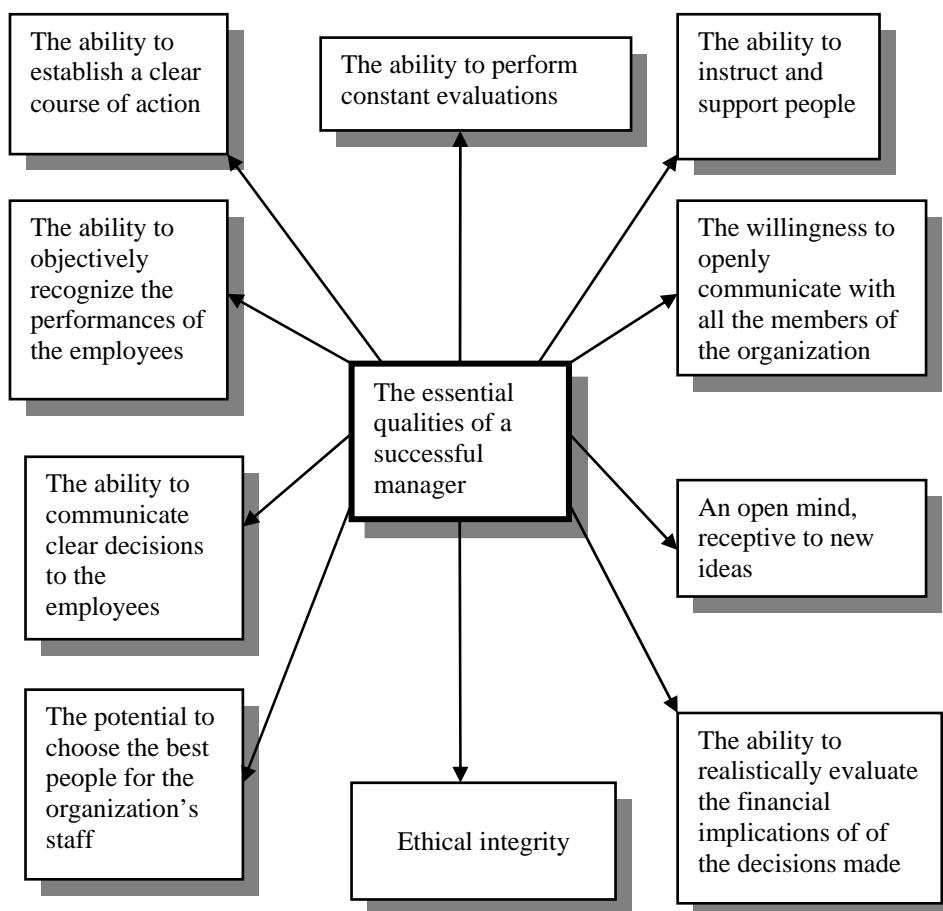 The ability to
establish a clear
course of action
The ability to perform
constant evaluations
The ability to
instruct and
support people
The ability to
objectively
recognize the
performances of
the employees
The willingness to
openly
communicate with
all the members of
the organization
The essential
qualities of a
successful
manager
The ability to
communicate
clear decisions
to the
employees
An open mind,
receptive to new
ideas
The potential to
choose the best
people for the
organization’s
staff
Ethical integrity
The ability to
realistically evaluate
the financial
implications of of
the decisions made